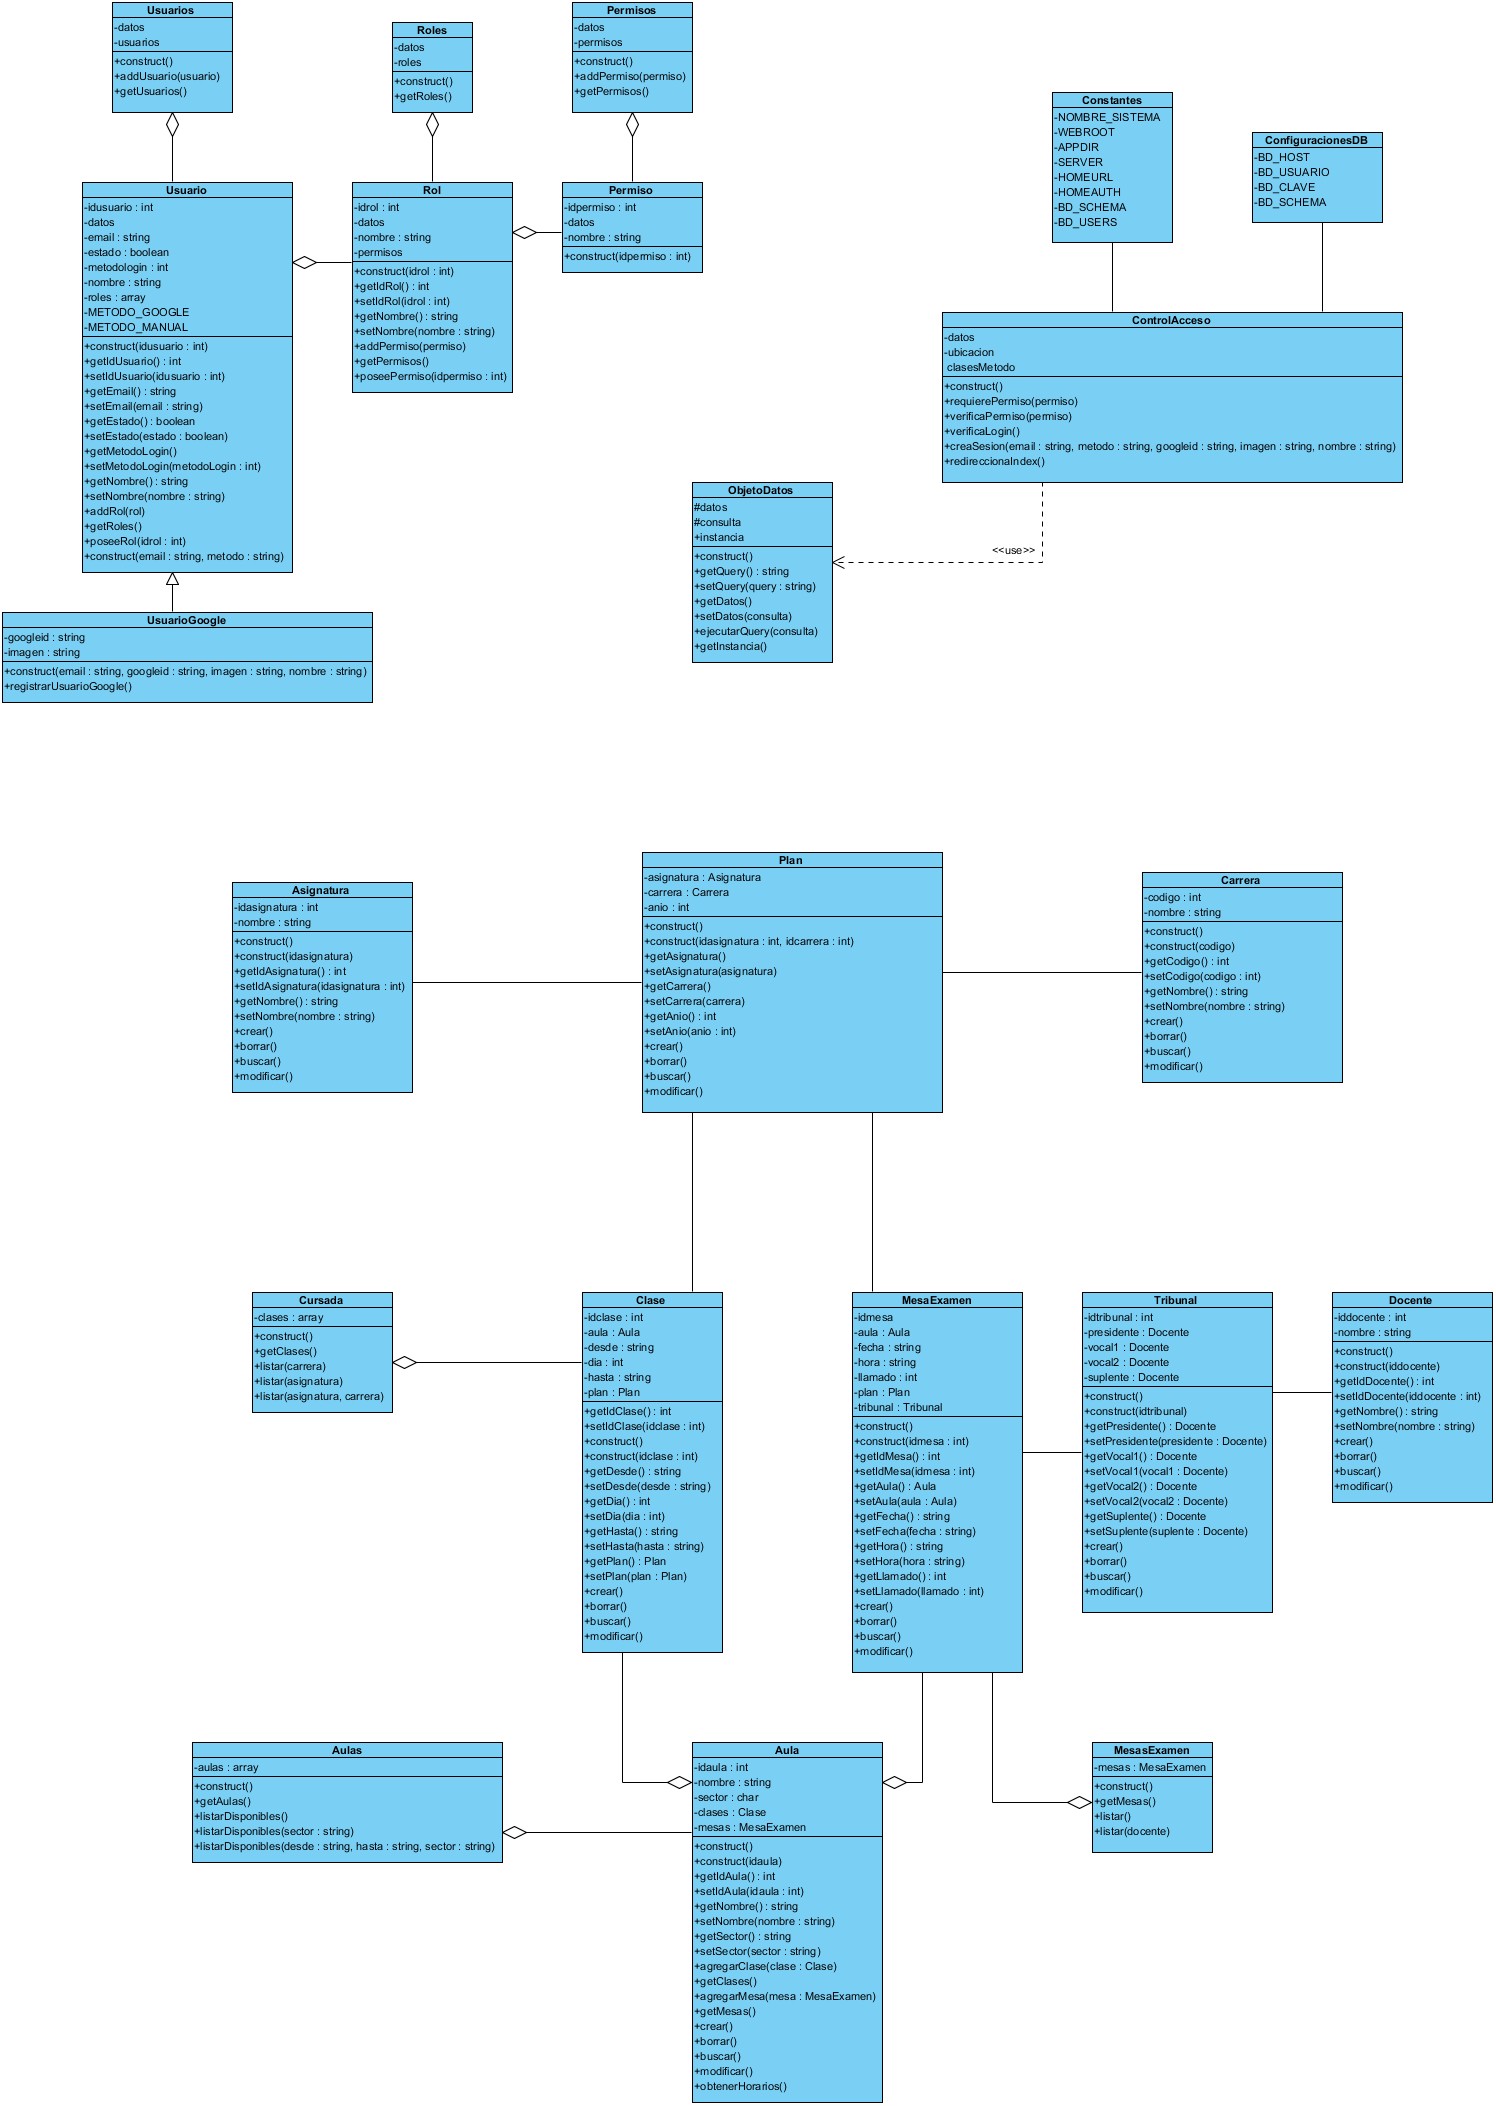 Usuarios
-datos
-usuarios
+construct()
+addUsuario(usuario)
+getUsuarios()
Roles
-datos
-roles
+construct()
+getRoles()
Permisos
-datos
-permisos
+construct()
+addPermiso(permiso)
+getPermisos()
Constantes
-NOMBRE_SISTEMA
-WEBROOT
-APPDIR
-SERVER
-HOMEURL
-HOMEAUTH
-BD_SCHEMA
-BD_USERS
ConfiguracionesDB
-BD_HOST
-BD_USUARIO
-BD_CLAVE
-BD_SCHEMA
Usuario
-idusuario : int
-datos
-email : string
-estado : boolean
-metodologin : int
-nombre : string
-roles : array
-METODO_GOOGLE
-METODO_MANUAL
+construct(idusuario : int)
+getIdUsuario() : int
+setIdUsuario(idusuario : int)
+getEmail() : string
+setEmail(email : string)
+getEstado() : boolean
+setEstado(estado : boolean)
+getMetodoLogin()
+setMetodoLogin(metodoLogin : int)
+getNombre() : string
+setNombre(nombre : string)
+addRol(rol)
+getRoles()
+poseeRol(idrol : int)
+construct(email : string, metodo : string)
Rol
-idrol : int
-datos
-nombre : string
-permisos
+construct(idrol : int)
+getIdRol() : int
+setIdRol(idrol : int)
+getNombre() : string
+setNombre(nombre : string)
+addPermiso(permiso)
+getPermisos()
+poseePermiso(idpermiso : int)
Permiso
-idpermiso : int
-datos
-nombre : string
+construct(idpermiso : int)
ControlAcceso
-datos
-ubicacion
clasesMetodo
+construct()
+requierePermiso(permiso)
+verificaPermiso(permiso)
+verificaLogin()
+creaSesion(email : string, metodo : string, googleid : string, imagen : string, nombre : string)
+redireccionaIndex()
ObjetoDatos
#datos
#consulta
+instancia
+construct()
+getQuery() : string
+setQuery(query : string)
+getDatos()
+setDatos(consulta)
+ejecutarQuery(consulta)
+getInstancia()
<<use>>
UsuarioGoogle
-googleid : string
-imagen : string
+construct(email : string, googleid : string, imagen : string, nombre : string)
+registrarUsuarioGoogle()
Asignatura
-idasignatura : int
-nombre : string
+construct()
+construct(idasignatura)
+getIdAsignatura() : int
+setIdAsignatura(idasignatura : int)
+getNombre() : string
+setNombre(nombre : string)
+crear()
+borrar()
+buscar()
+modificar()
Plan
-asignatura : Asignatura
-carrera : Carrera
-anio : int
+construct()
+construct(idasignatura : int, idcarrera : int)
+getAsignatura()
+setAsignatura(asignatura)
+getCarrera()
+setCarrera(carrera)
+getAnio() : int
+setAnio(anio : int)
+crear()
+borrar()
+buscar()
+modificar()
Carrera
-codigo : int
-nombre : string
+construct()
+construct(codigo)
+getCodigo() : int
+setCodigo(codigo : int)
+getNombre() : string
+setNombre(nombre : string)
+crear()
+borrar()
+buscar()
+modificar()
Cursada
-clases : array
+construct()
+getClases()
+listar(carrera)
+listar(asignatura)
+listar(asignatura, carrera)
Clase
-idclase : int
-aula : Aula
-desde : string
-dia : int
-hasta : string
-plan : Plan
+getIdClase() : int
+setIdClase(idclase : int)
+construct()
+construct(idclase : int)
+getDesde() : string
+setDesde(desde : string)
+getDia() : int
+setDia(dia : int)
+getHasta() : string
+setHasta(hasta : string)
+getPlan() : Plan
+setPlan(plan : Plan)
+crear()
+borrar()
+buscar()
+modificar()
MesaExamen
-idmesa
-aula : Aula
-fecha : string
-hora : string
-llamado : int
-plan : Plan
-tribunal : Tribunal
+construct()
+construct(idmesa : int)
+getIdMesa() : int
+setIdMesa(idmesa : int)
+getAula() : Aula
+setAula(aula : Aula)
+getFecha() : string
+setFecha(fecha : string)
+getHora() : string
+setHora(hora : string)
+getLlamado() : int
+setLlamado(llamado : int)
+crear()
+borrar()
+buscar()
+modificar()
Tribunal
-idtribunal : int
-presidente : Docente
-vocal1 : Docente
-vocal2 : Docente
-suplente : Docente
+construct()
+construct(idtribunal)
+getPresidente() : Docente
+setPresidente(presidente : Docente)
+getVocal1() : Docente
+setVocal1(vocal1 : Docente)
+getVocal2() : Docente
+setVocal2(vocal2 : Docente)
+getSuplente() : Docente
+setSuplente(suplente : Docente)
+crear()
+borrar()
+buscar()
+modificar()
Docente
-iddocente : int
-nombre : string
+construct()
+construct(iddocente)
+getIdDocente() : int
+setIdDocente(iddocente : int)
+getNombre() : string
+setNombre(nombre : string)
+crear()
+borrar()
+buscar()
+modificar()
Aulas
-aulas : array
+construct()
+getAulas()
+listarDisponibles()
+listarDisponibles(sector : string)
+listarDisponibles(desde : string, hasta : string, sector : string)
Aula
-idaula : int
-nombre : string
-sector : char
-clases : Clase
-mesas : MesaExamen
+construct()
+construct(idaula)
+getIdAula() : int
+setIdAula(idaula : int)
+getNombre() : string
+setNombre(nombre : string)
+getSector() : string
+setSector(sector : string)
+agregarClase(clase : Clase)
+getClases()
+agregarMesa(mesa : MesaExamen)
+getMesas()
+crear()
+borrar()
+buscar()
+modificar()
+obtenerHorarios()
MesasExamen
-mesas : MesaExamen
+construct()
+getMesas()
+listar()
+listar(docente)